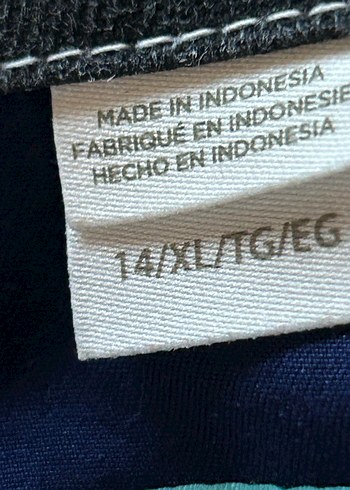 MADE IN INDONESIA
FABRIQUÉ EN INDONESIE
HECHO EN INDONESIA
14/XL/TG/EG